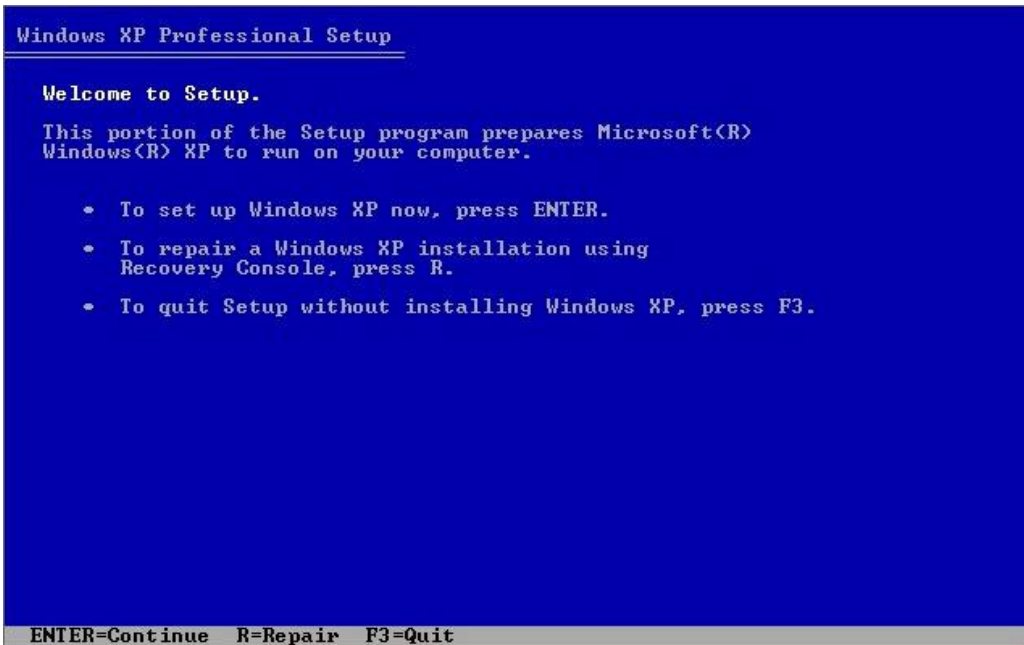 Windows XP Professional Setup
Welcome to Setup.
This portion of the Setup program prepares Microsoft(R)
Windows(R) XP to run on your computer.
• To set up Windows XP now, press ENTER.
• To repair a Windows XP installation using
Recovery Console, press R.
• To quit Setup without installing Windows XP, press F3.
ENTER=Continue R=Repair F3=Quit